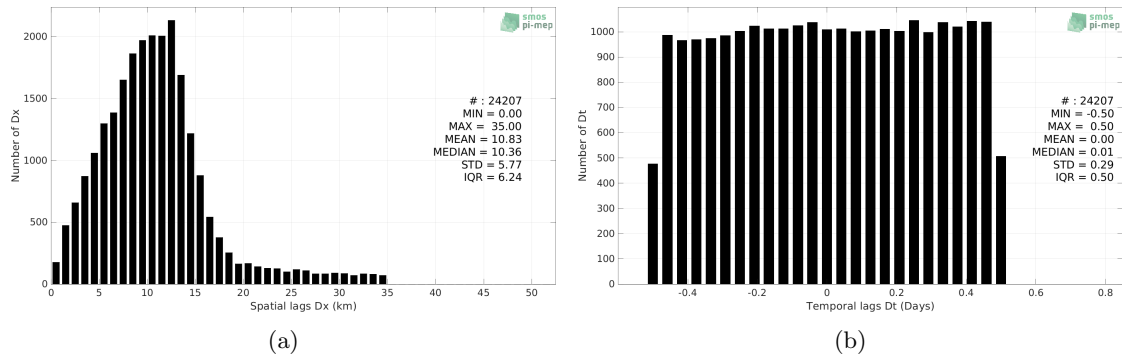 2000
1500
1000
500
0
Number of Dx
smos
pi-mep
# : 24207
MIN = 0.00
MAX = 35.00
MEAN = 10.83
MEDIAN = 10.36
STD = 5.77
IQR = 6.24
0 5 10 15 20 25 30 35 40 45 50
Spatial lags Dx (km)
(a)
1000
900
800
700
600
500
400
300
200
100
0
Number of Dt
smos
pi-mep
# : 24207
MIN = -0.50
MAX = 0.50
MEAN = 0.00
MEDIAN = 0.01
STD = 0.29
IQR = 0.50
-0.4 -0.2 0 0.2 0.4 0.6 0.8
Temporal lags Dt (Days)
(b)